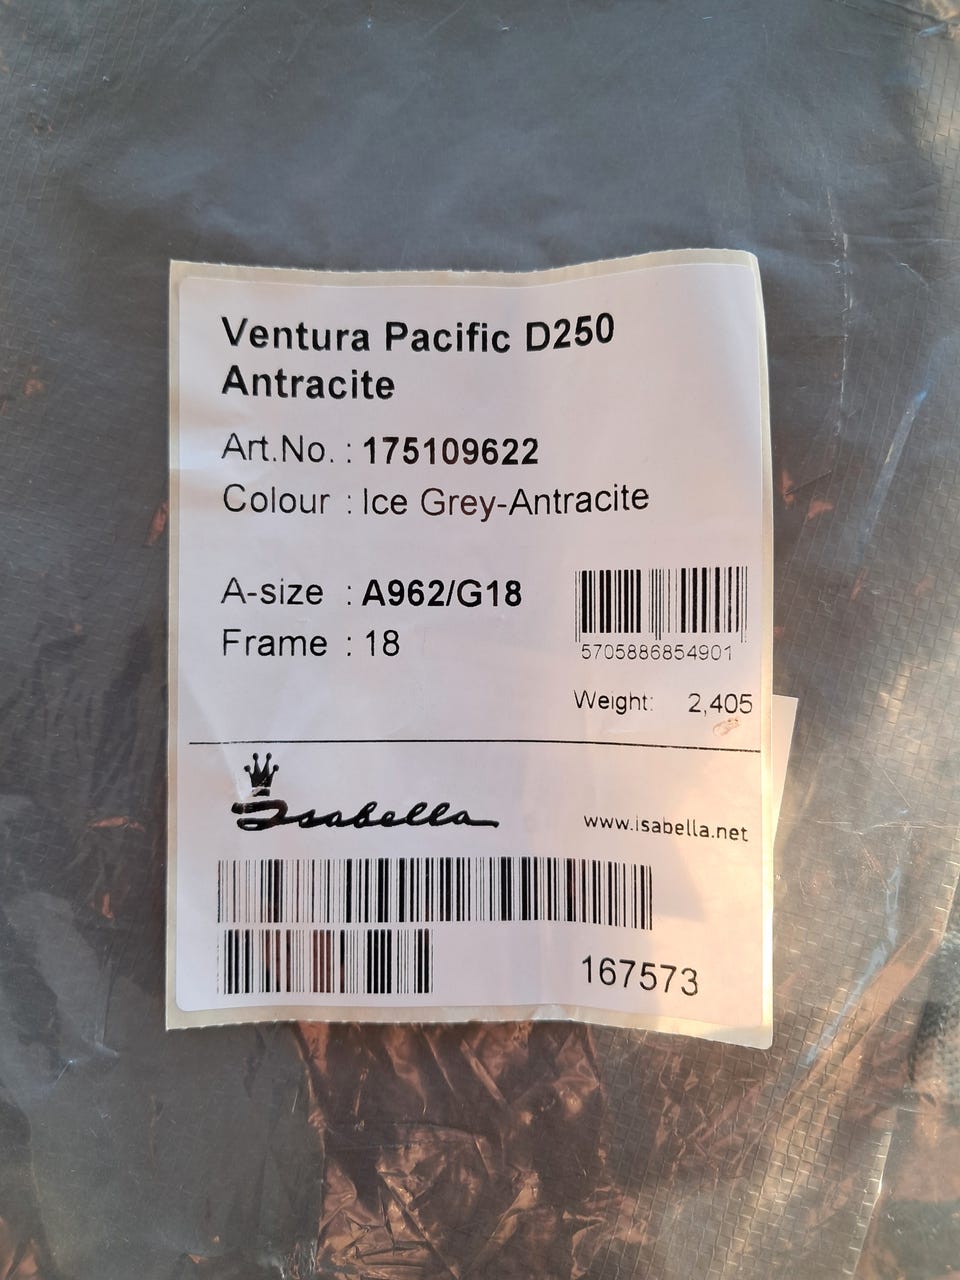 Ventura Pacific D250
Antracite
Art.No. : 175109622
Colour : Ice Grey-Antracite
A-size : A962/G18
Frame : 18
5705886854901
Weight: 2,405
Isabella
www.isabella.net
167573